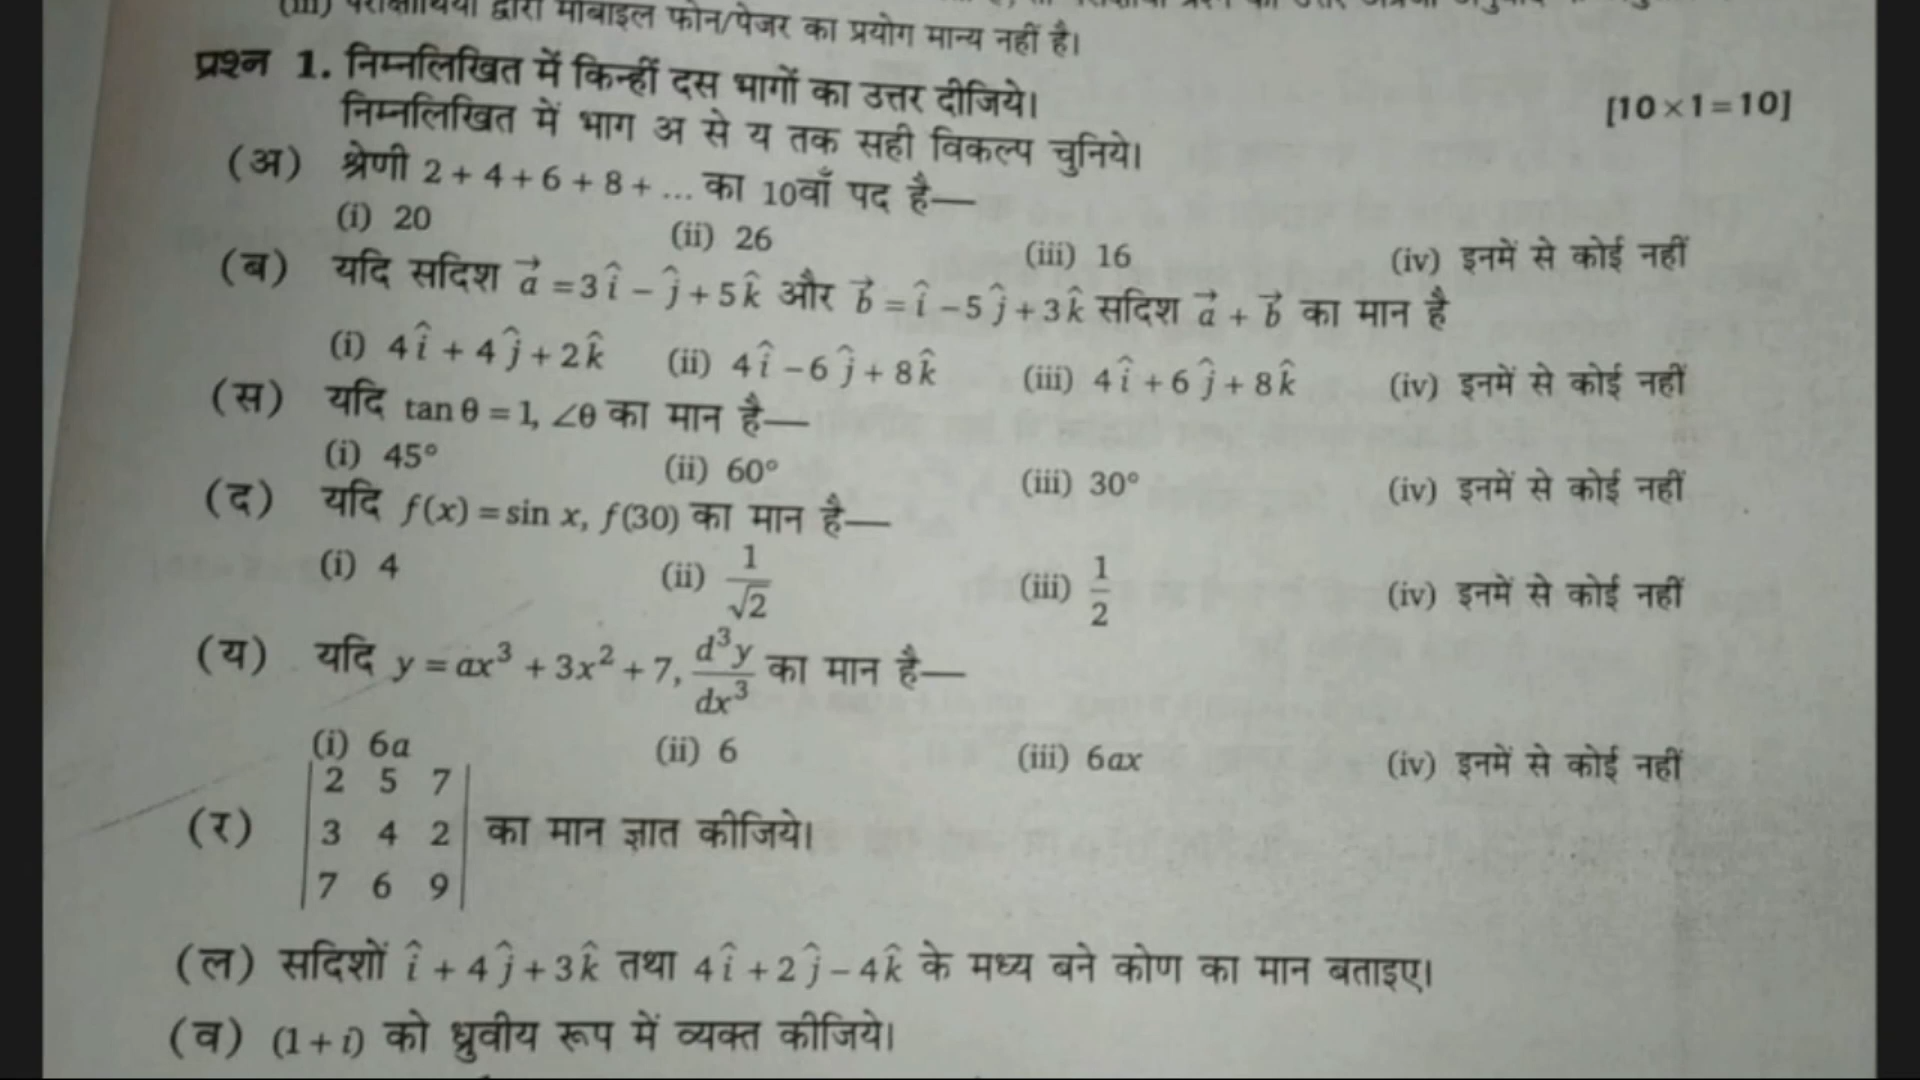 (iii) परीक्षार्थियों द्वारा मोबाइल फोन/पेजर का प्रयोग मान्य नहीं है।
प्रश्न 1. निम्नलिखित में किन्हीं दस भागों का उत्तर दीजिये। [10×1=10]
निम्नलिखित में भाग अ से य तक सही विकल्प चुनिये।
(अ) श्रेणी 2 + 4 + 6 + 8 + ... का 10वाँ पद है—
(i) 20 (ii) 26 (iii) 16 (iv) इनमें से कोई नहीं
(ब) यदि सदिश a⃗ = 3î − ĵ + 5k̂ और b⃗ = î − 5ĵ + 3k̂ सदिश a⃗ + b⃗ का मान है
(i) 4î + 4ĵ + 2k̂ (ii) 4î − 6ĵ + 8k̂ (iii) 4î + 6ĵ + 8k̂ (iv) इनमें से कोई नहीं
(स) यदि tan θ = 1, ∠θ का मान है—
(i) 45° (ii) 60° (iii) 30° (iv) इनमें से कोई नहीं
(द) यदि f(x) = sin x, f(30) का मान है—
(i) 4 (ii) 1/√2 (iii) 1/2 (iv) इनमें से कोई नहीं
(य) यदि y = ax³ + 3x² + 7, d³y/dx³ का मान है—
(i) 6a (ii) 6 (iii) 6ax (iv) इनमें से कोई नहीं
2 5 7
(र) 3 4 2 का मान ज्ञात कीजिये।
7 6 9
(ल) सदिशों î + 4ĵ + 3k̂ तथा 4î + 2ĵ − 4k̂ के मध्य बने कोण का मान बताइए।
(व) (1 + i) को ध्रुवीय रूप में व्यक्त कीजिये।